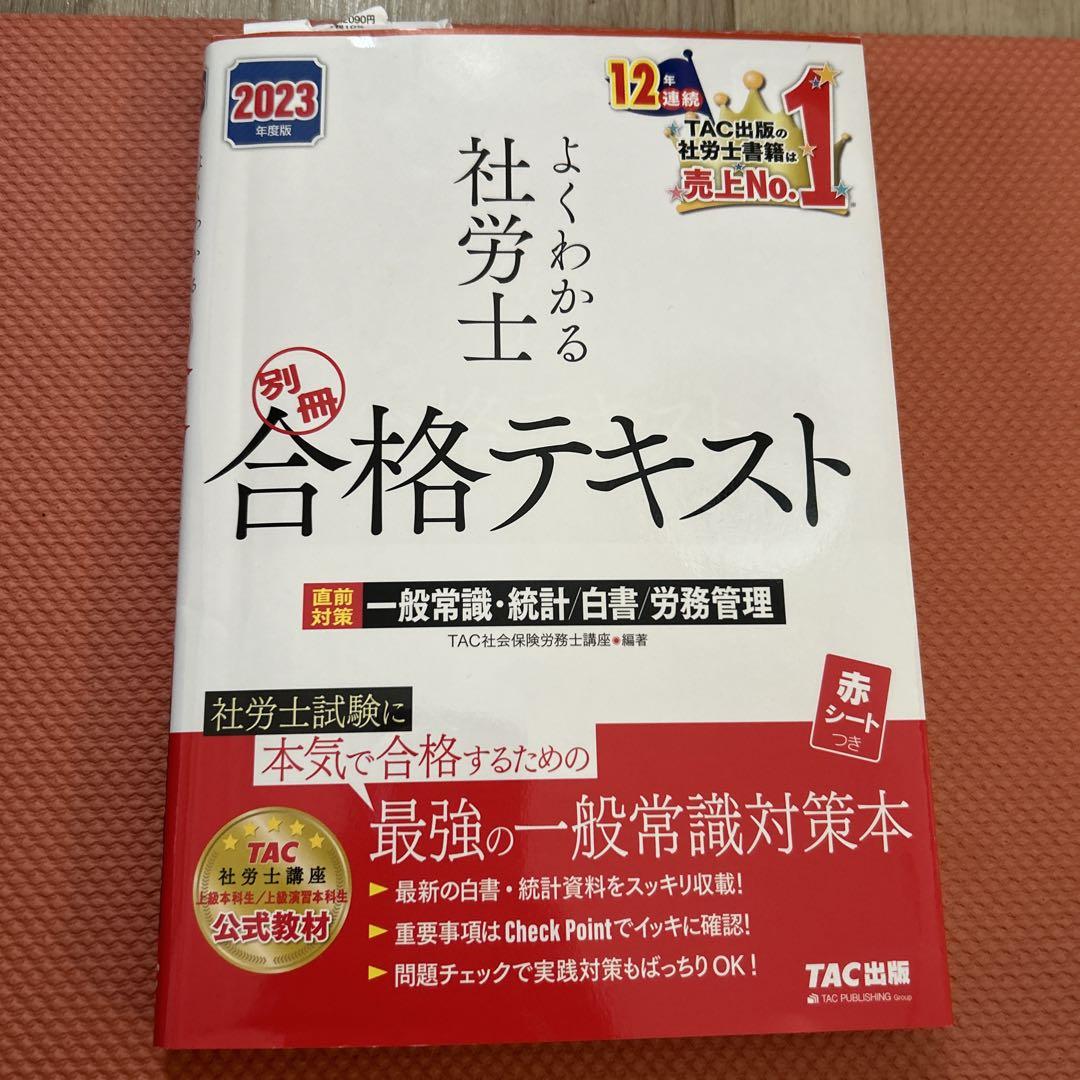 2090円
2023
年度版
12年
連続
TAC出版の
社労士書籍は
売上No.1
よくわかる
社労士
別冊
合格テキスト
直前
対策
一般常識・統計/白書/労務管理
TAC社会保険労務士講座◉編著
赤
シート
つき
社労士試験に
本気で合格するための
最強の一般常識対策本
TAC
社労士講座
上級本科生/上級演習本科生
公式教材
▶最新の白書・統計資料をスッキリ収載!
▶重要事項はCheck Pointでイッキに確認!
▶問題チェックで実践対策もばっちりOK!
TAC出版
TAC PUBLISHING Group